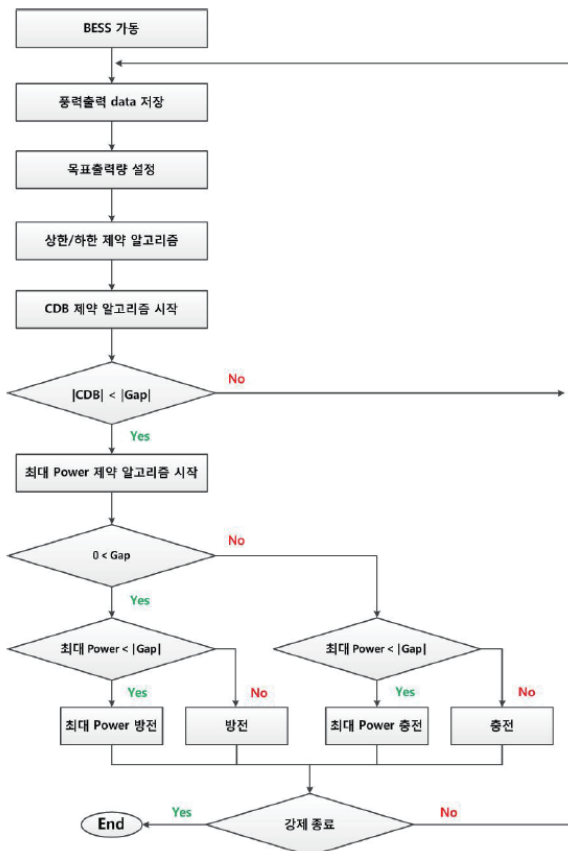 BESS 가동
풍력출력 data 저장
목표출력량 설정
상한/하한 제약 알고리즘
CDB 제약 알고리즘 시작
|CDB| < |Gap|
No
Yes
최대 Power 제약 알고리즘 시작
0 < Gap
No
Yes
최대 Power < |Gap|
최대 Power < |Gap|
Yes
No
Yes
No
최대 Power 방전
방전
최대 Power 충전
충전
End
Yes
강제 종료
No